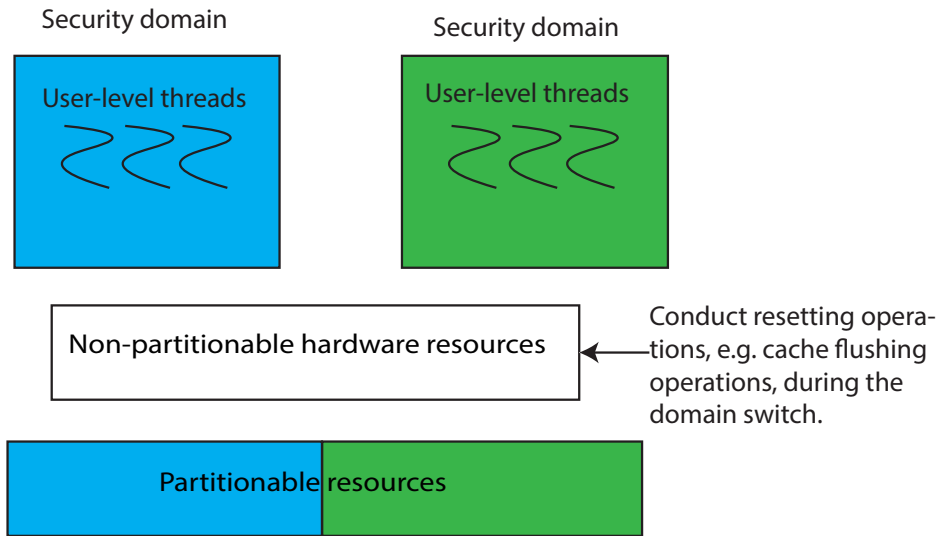 Security domain
Security domain
User-level threads
User-level threads
Non-partitionable hardware resources
Conduct resetting opera-
tions, e.g. cache flushing
operations, during the
domain switch.
Partitionable resources